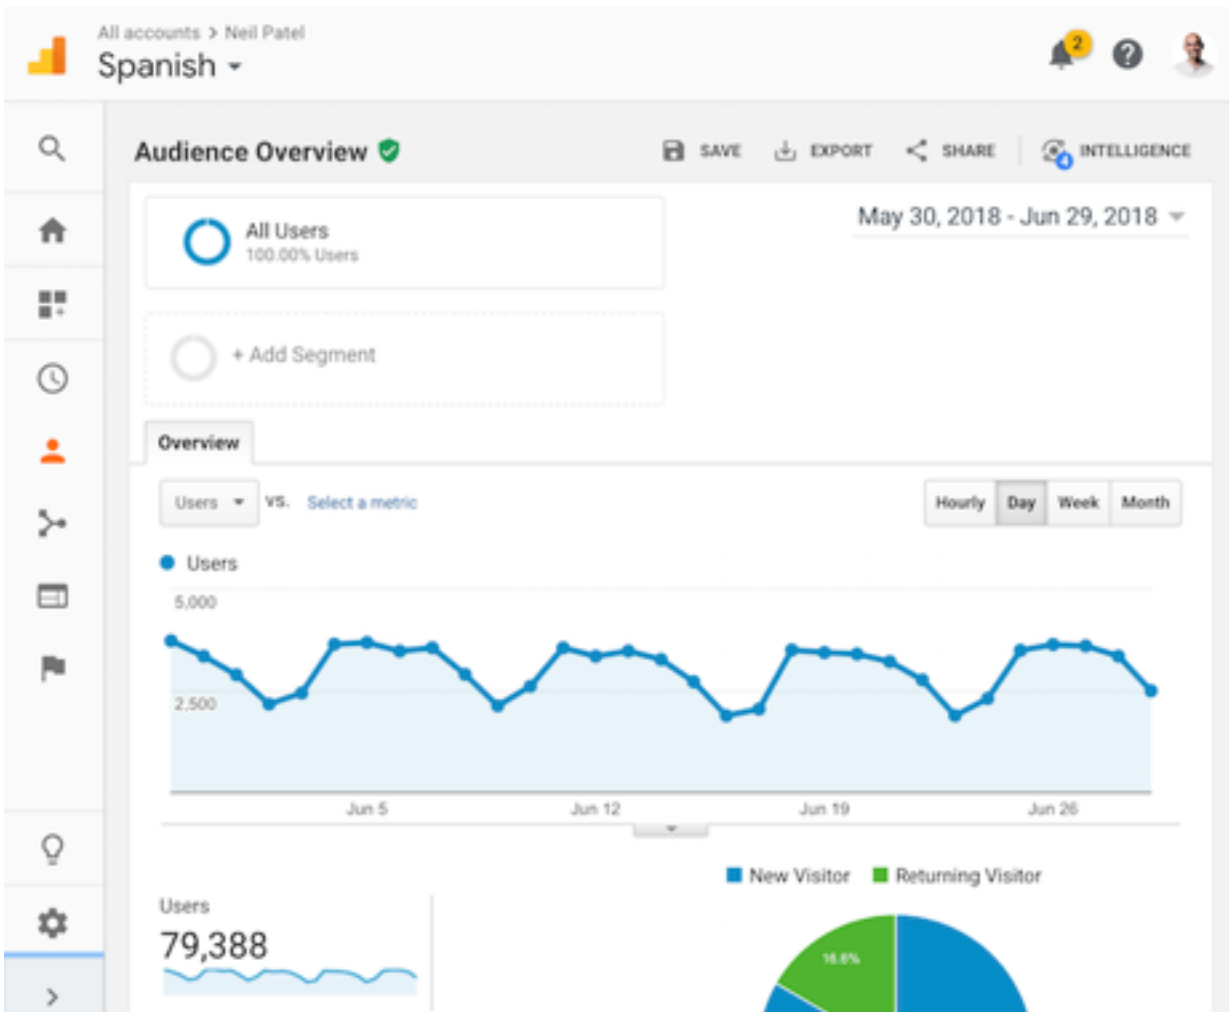 All accounts > Neil Patel
Spanish
2
Audience Overview
SAVE
EXPORT
SHARE
4
INTELLIGENCE
All Users
100.00% Users
May 30, 2018 - Jun 29, 2018
+ Add Segment
Overview
Users
VS.
Select a metric
Hourly
Day
Week
Month
Users
5,000
2,500
Jun 5
Jun 12
Jun 19
Jun 26
New Visitor
Returning Visitor
Users
79,388
16.6%